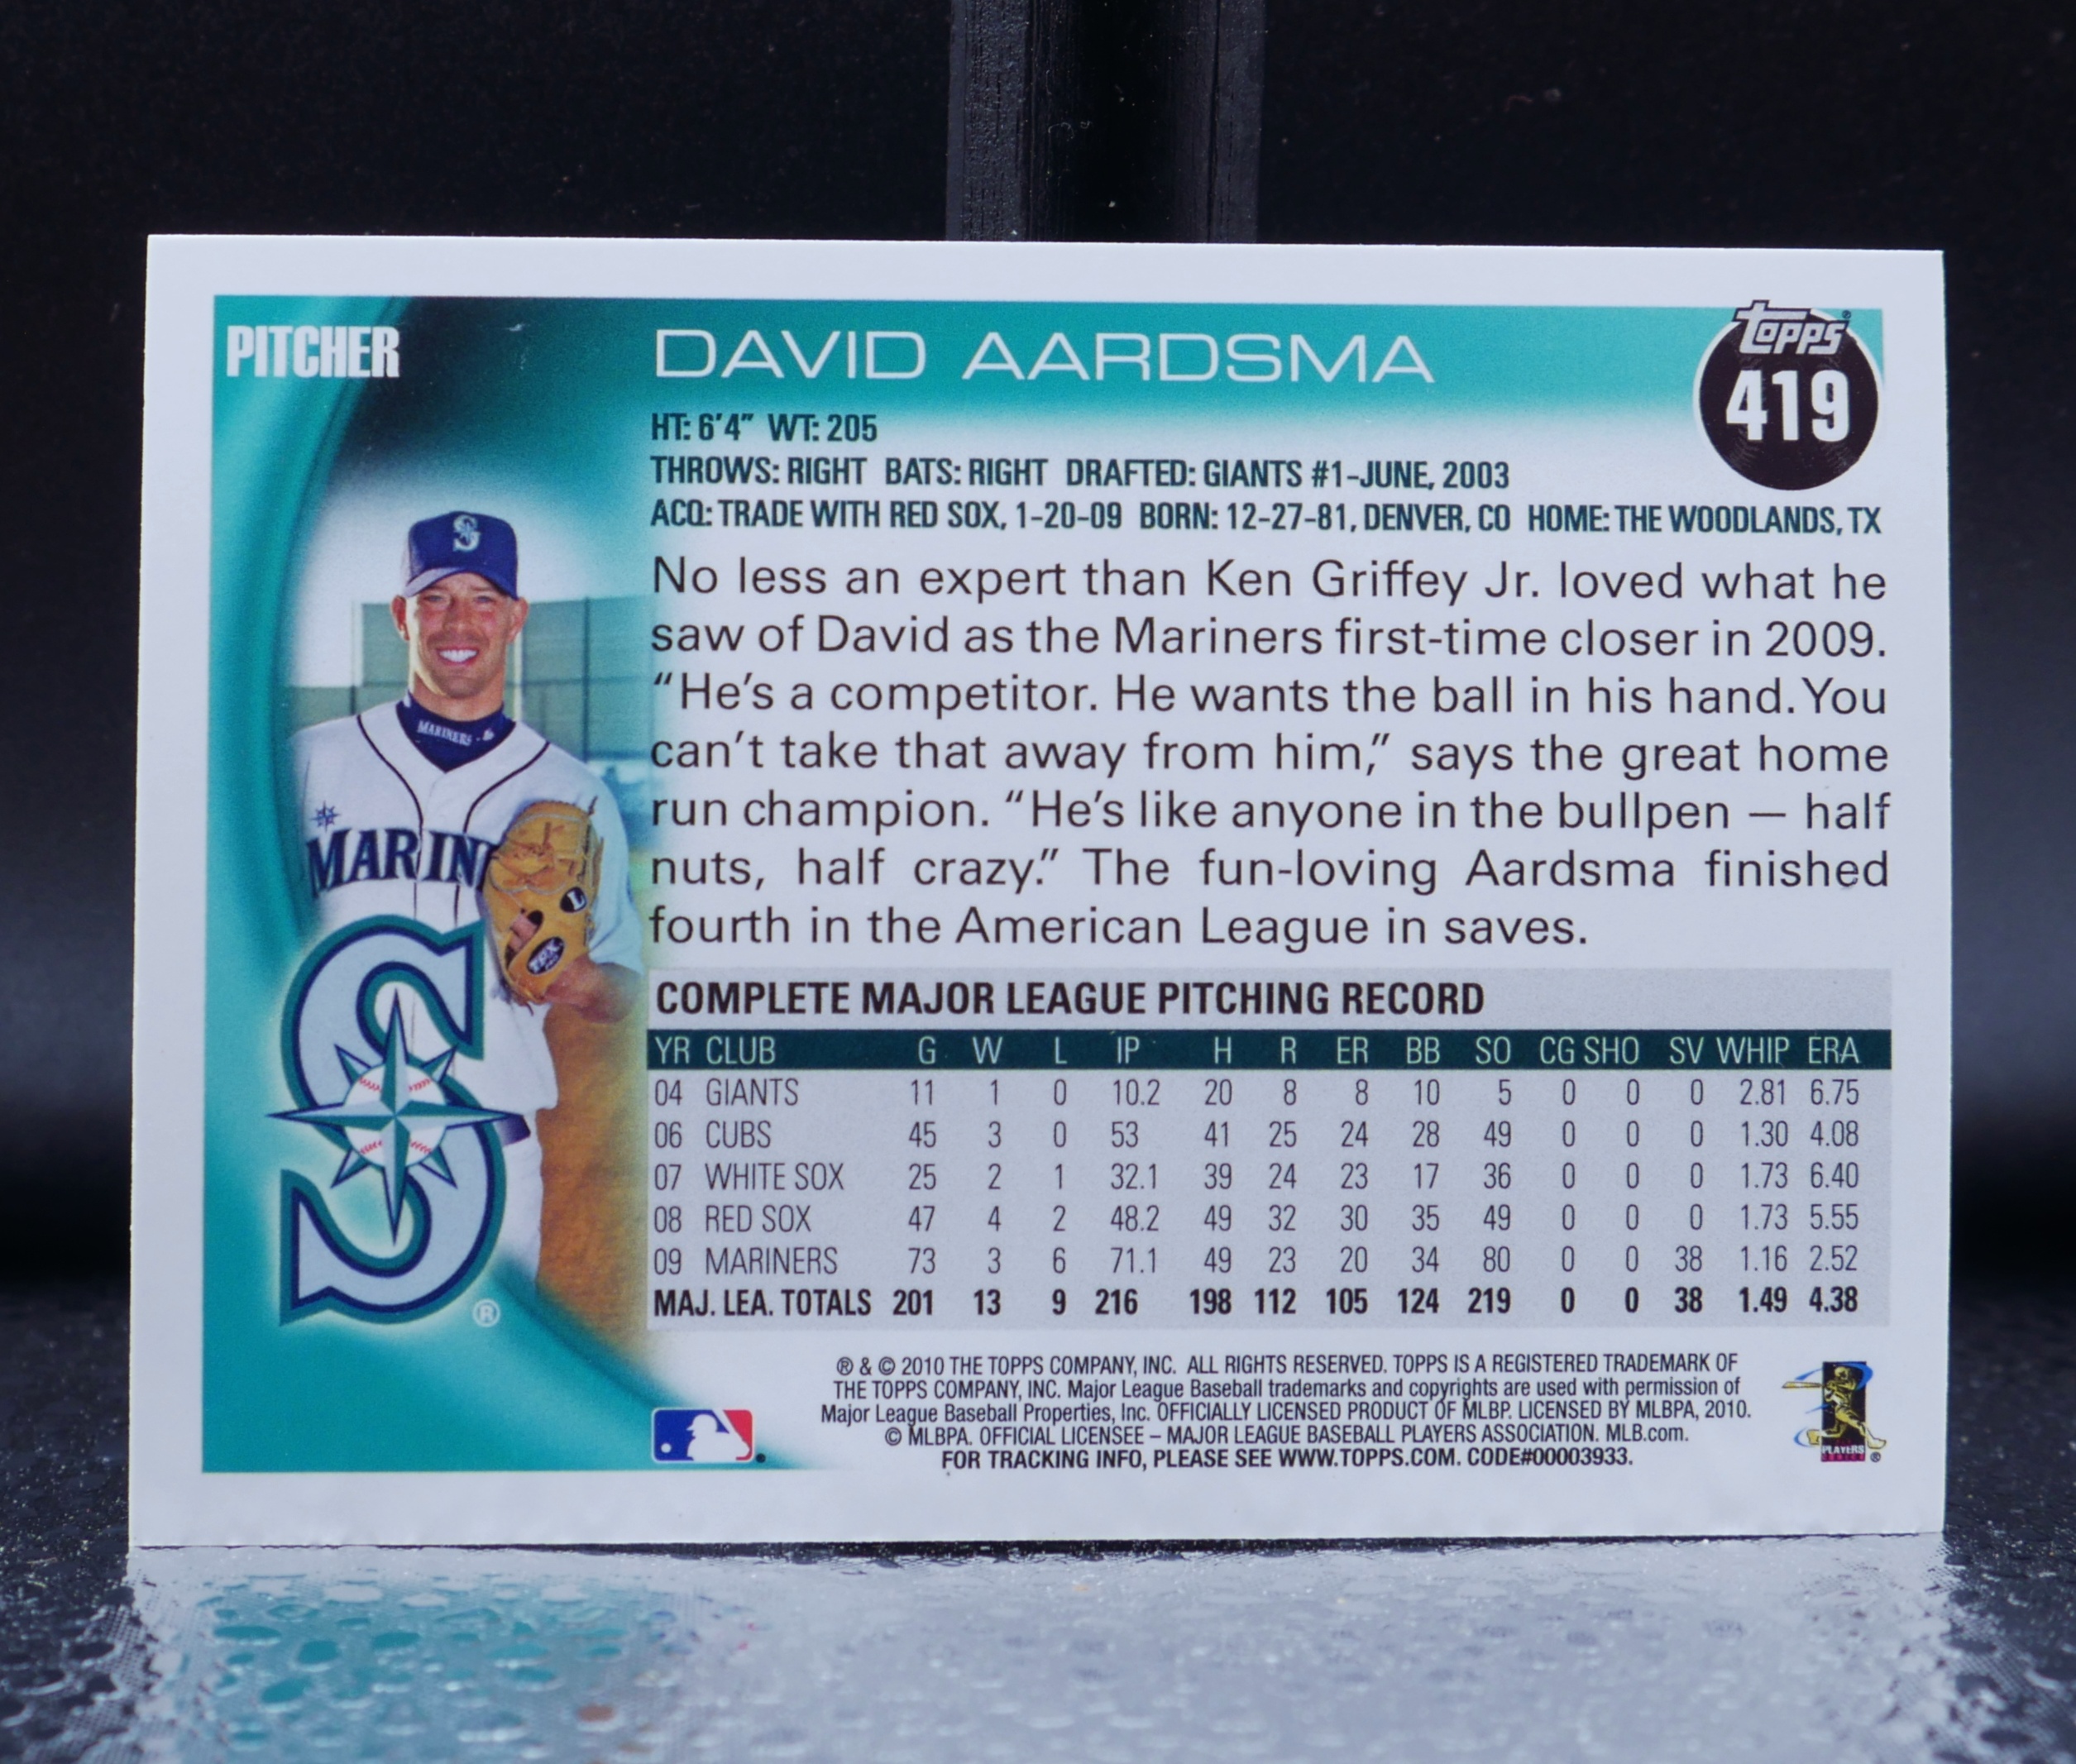 PITCHER
DAVID AARDSMA
topps®
419
HT: 6'4" WT: 205
THROWS: RIGHT BATS: RIGHT DRAFTED: GIANTS #1-JUNE, 2003
ACQ: TRADE WITH RED SOX, 1-20-09 BORN: 12-27-81, DENVER, CO HOME: THE WOODLANDS, TX
No less an expert than Ken Griffey Jr. loved what he
saw of David as the Mariners first-time closer in 2009.
“He’s a competitor. He wants the ball in his hand. You
can’t take that away from him,” says the great home
run champion. “He’s like anyone in the bullpen — half
nuts, half crazy.” The fun-loving Aardsma finished
fourth in the American League in saves.
S
MARINERS
MARIN
L
TPX
S
®
COMPLETE MAJOR LEAGUE PITCHING RECORD
YR CLUB G W L IP H R ER BB SO CG SHO SV WHIP ERA
04 GIANTS 11 1 0 10.2 20 8 8 10 5 0 0 0 2.81 6.75
06 CUBS 45 3 0 53 41 25 24 28 49 0 0 0 1.30 4.08
07 WHITE SOX 25 2 1 32.1 39 24 23 17 36 0 0 0 1.73 6.40
08 RED SOX 47 4 2 48.2 49 32 30 35 49 0 0 0 1.73 5.55
09 MARINERS 73 3 6 71.1 49 23 20 34 80 0 0 38 1.16 2.52
MAJ. LEA. TOTALS 201 13 9 216 198 112 105 124 219 0 0 38 1.49 4.38
® & © 2010 THE TOPPS COMPANY, INC. ALL RIGHTS RESERVED. TOPPS IS A REGISTERED TRADEMARK OF
THE TOPPS COMPANY, INC. Major League Baseball trademarks and copyrights are used with permission of
Major League Baseball Properties, Inc. OFFICIALLY LICENSED PRODUCT OF MLBP. LICENSED BY MLBPA, 2010.
© MLBPA. OFFICIAL LICENSEE – MAJOR LEAGUE BASEBALL PLAYERS ASSOCIATION. MLB.com.
FOR TRACKING INFO, PLEASE SEE WWW.TOPPS.COM. CODE#00003933.
PLAYERS
CHOICE
®